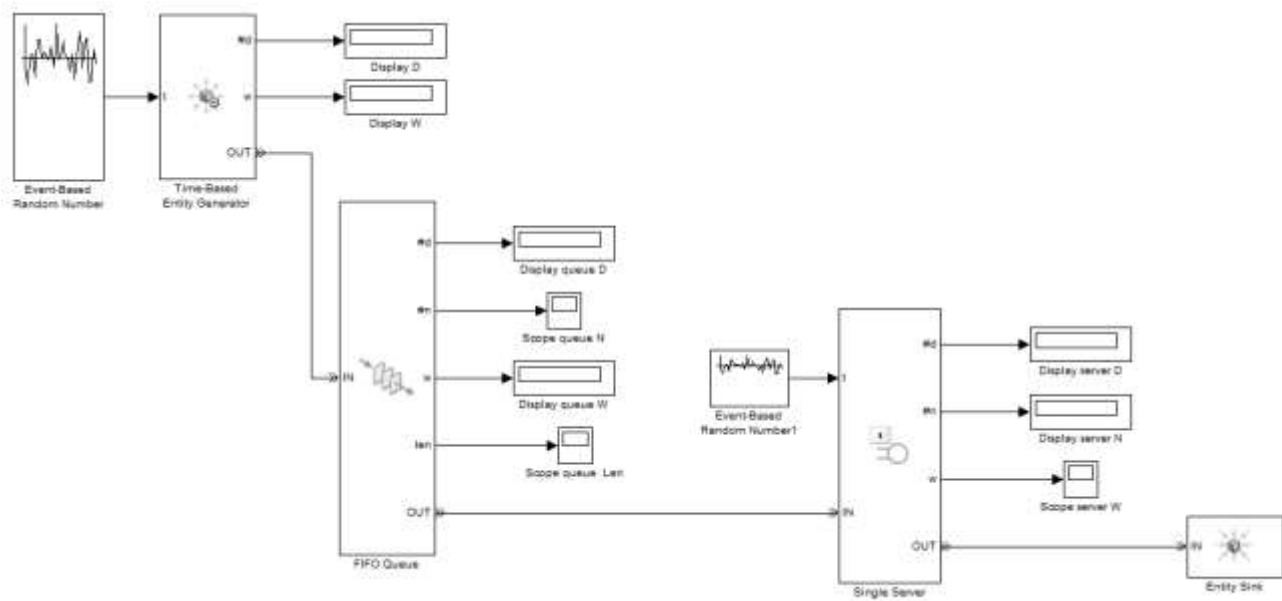 #d
Display D
t
w
Display W
OUT
Event-Based
Random Number
Time-Based
Entity Generator
#d
Display queue D
#n
Scope queue N
IN
w
Display queue W
len
Scope queue Len
OUT
FIFO Queue
Event-Based
Random Number1
t
#d
Display server D
#n
Display server N
w
Scope server W
IN
OUT
Single Server
IN
Entity Sink